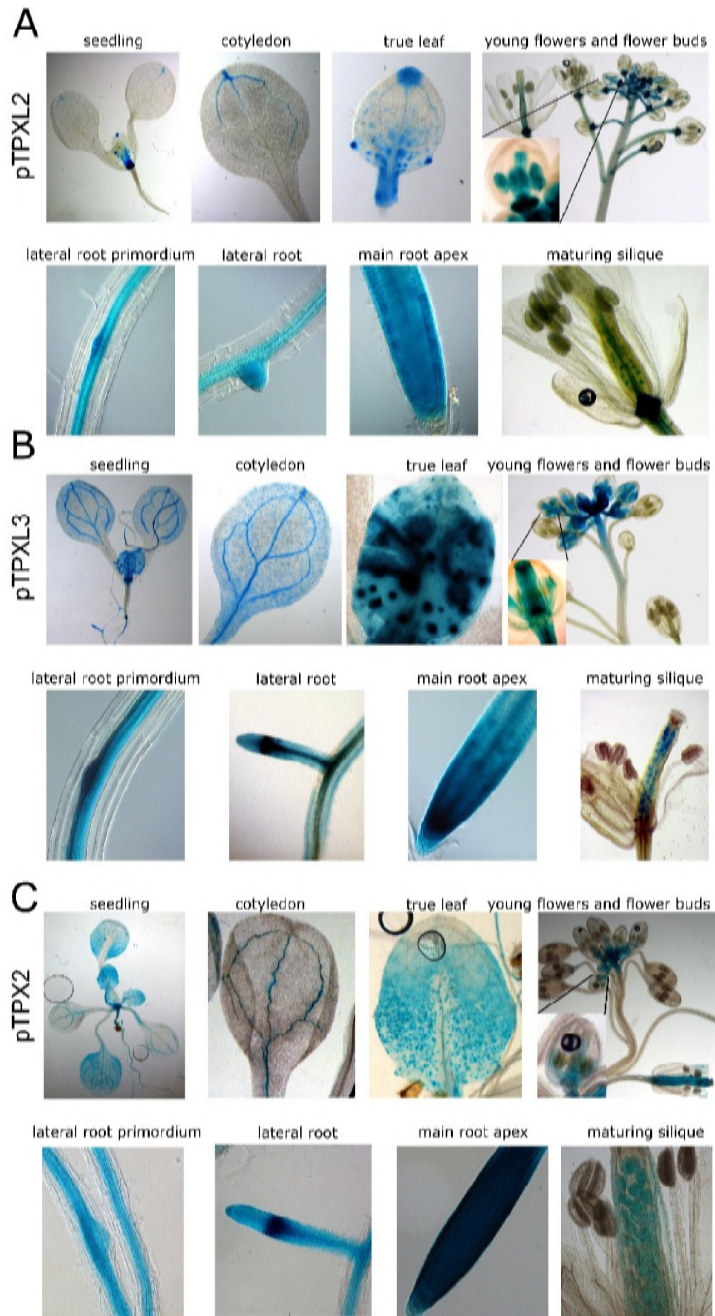 A
seedling cotyledon true leaf young flowers and flower buds
pTPXL2
lateral root primordium lateral root main root apex maturing silique
B
seedling cotyledon true leaf young flowers and flower buds
pTPXL3
lateral root primordium lateral root main root apex maturing silique
C
seedling cotyledon true leaf young flowers and flower buds
pTPX2
lateral root primordium lateral root main root apex maturing silique